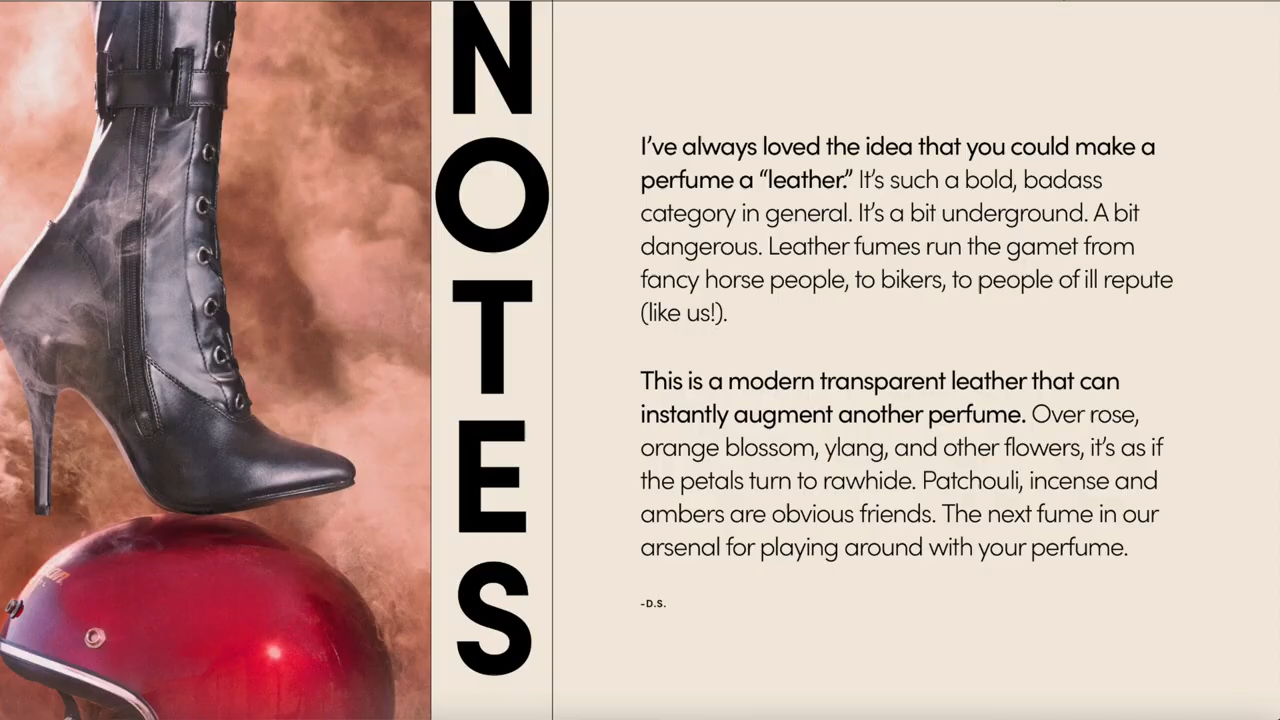 NOTES
I've always loved the idea that you could make a
perfume a “leather.” It's such a bold, badass
category in general. It's a bit underground. A bit
dangerous. Leather fumes run the gamet from
fancy horse people, to bikers, to people of ill repute
(like us!).
This is a modern transparent leather that can
instantly augment another perfume. Over rose,
orange blossom, ylang, and other flowers, it's as if
the petals turn to rawhide. Patchouli, incense and
ambers are obvious friends. The next fume in our
arsenal for playing around with your perfume.
-D.S.